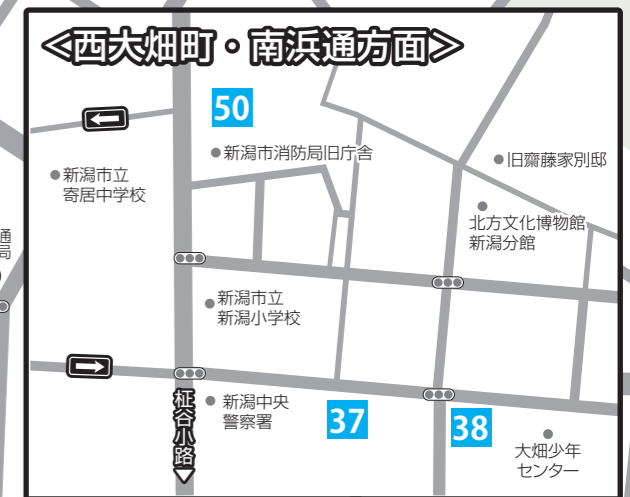 <西大畑町・南浜通方面>
50
新潟市消防局旧庁舎
旧齋藤家別邸
新潟市立
寄居中学校
北方文化博物館
新潟分館
通
局
新潟市立
新潟小学校
新潟中央
警察署
柾谷小路
37
38
大畑少年
センター